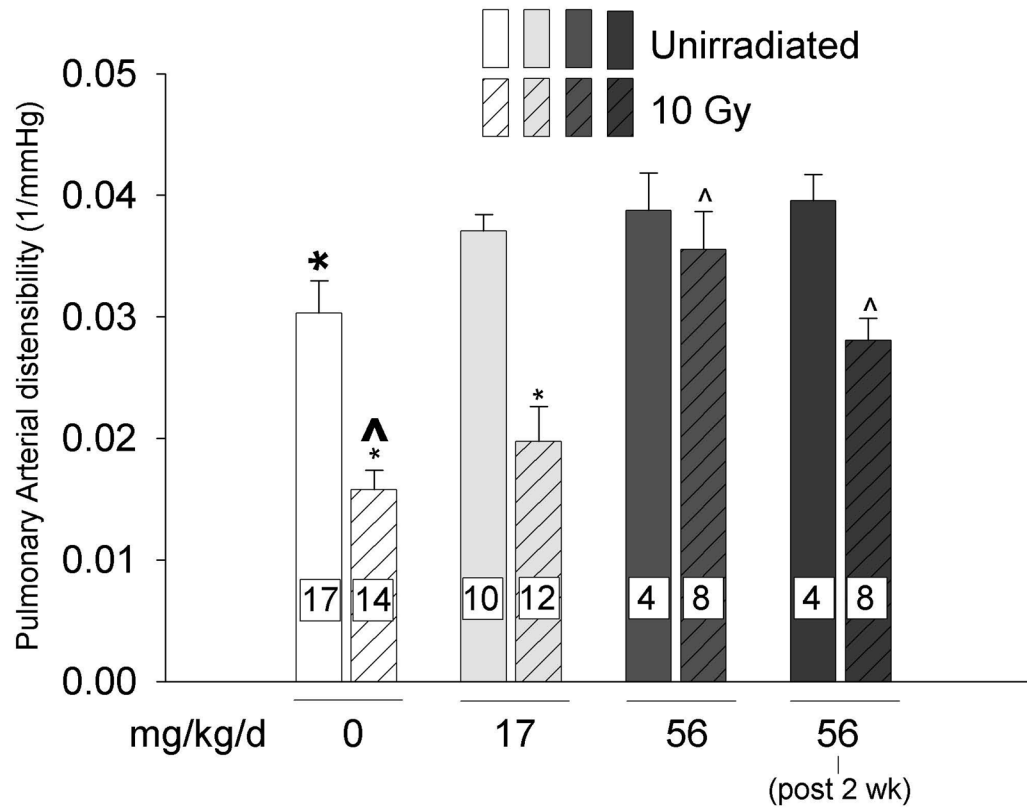 Unirradiated
10 Gy
Pulmonary Arterial distensibility (1/mmHg)
0.05
0.04
0.03
0.02
0.01
0.00
*
^
*
*
^
^
17 14 10 12 4 8 4 8
mg/kg/d 0 17 56 56
(post 2 wk)